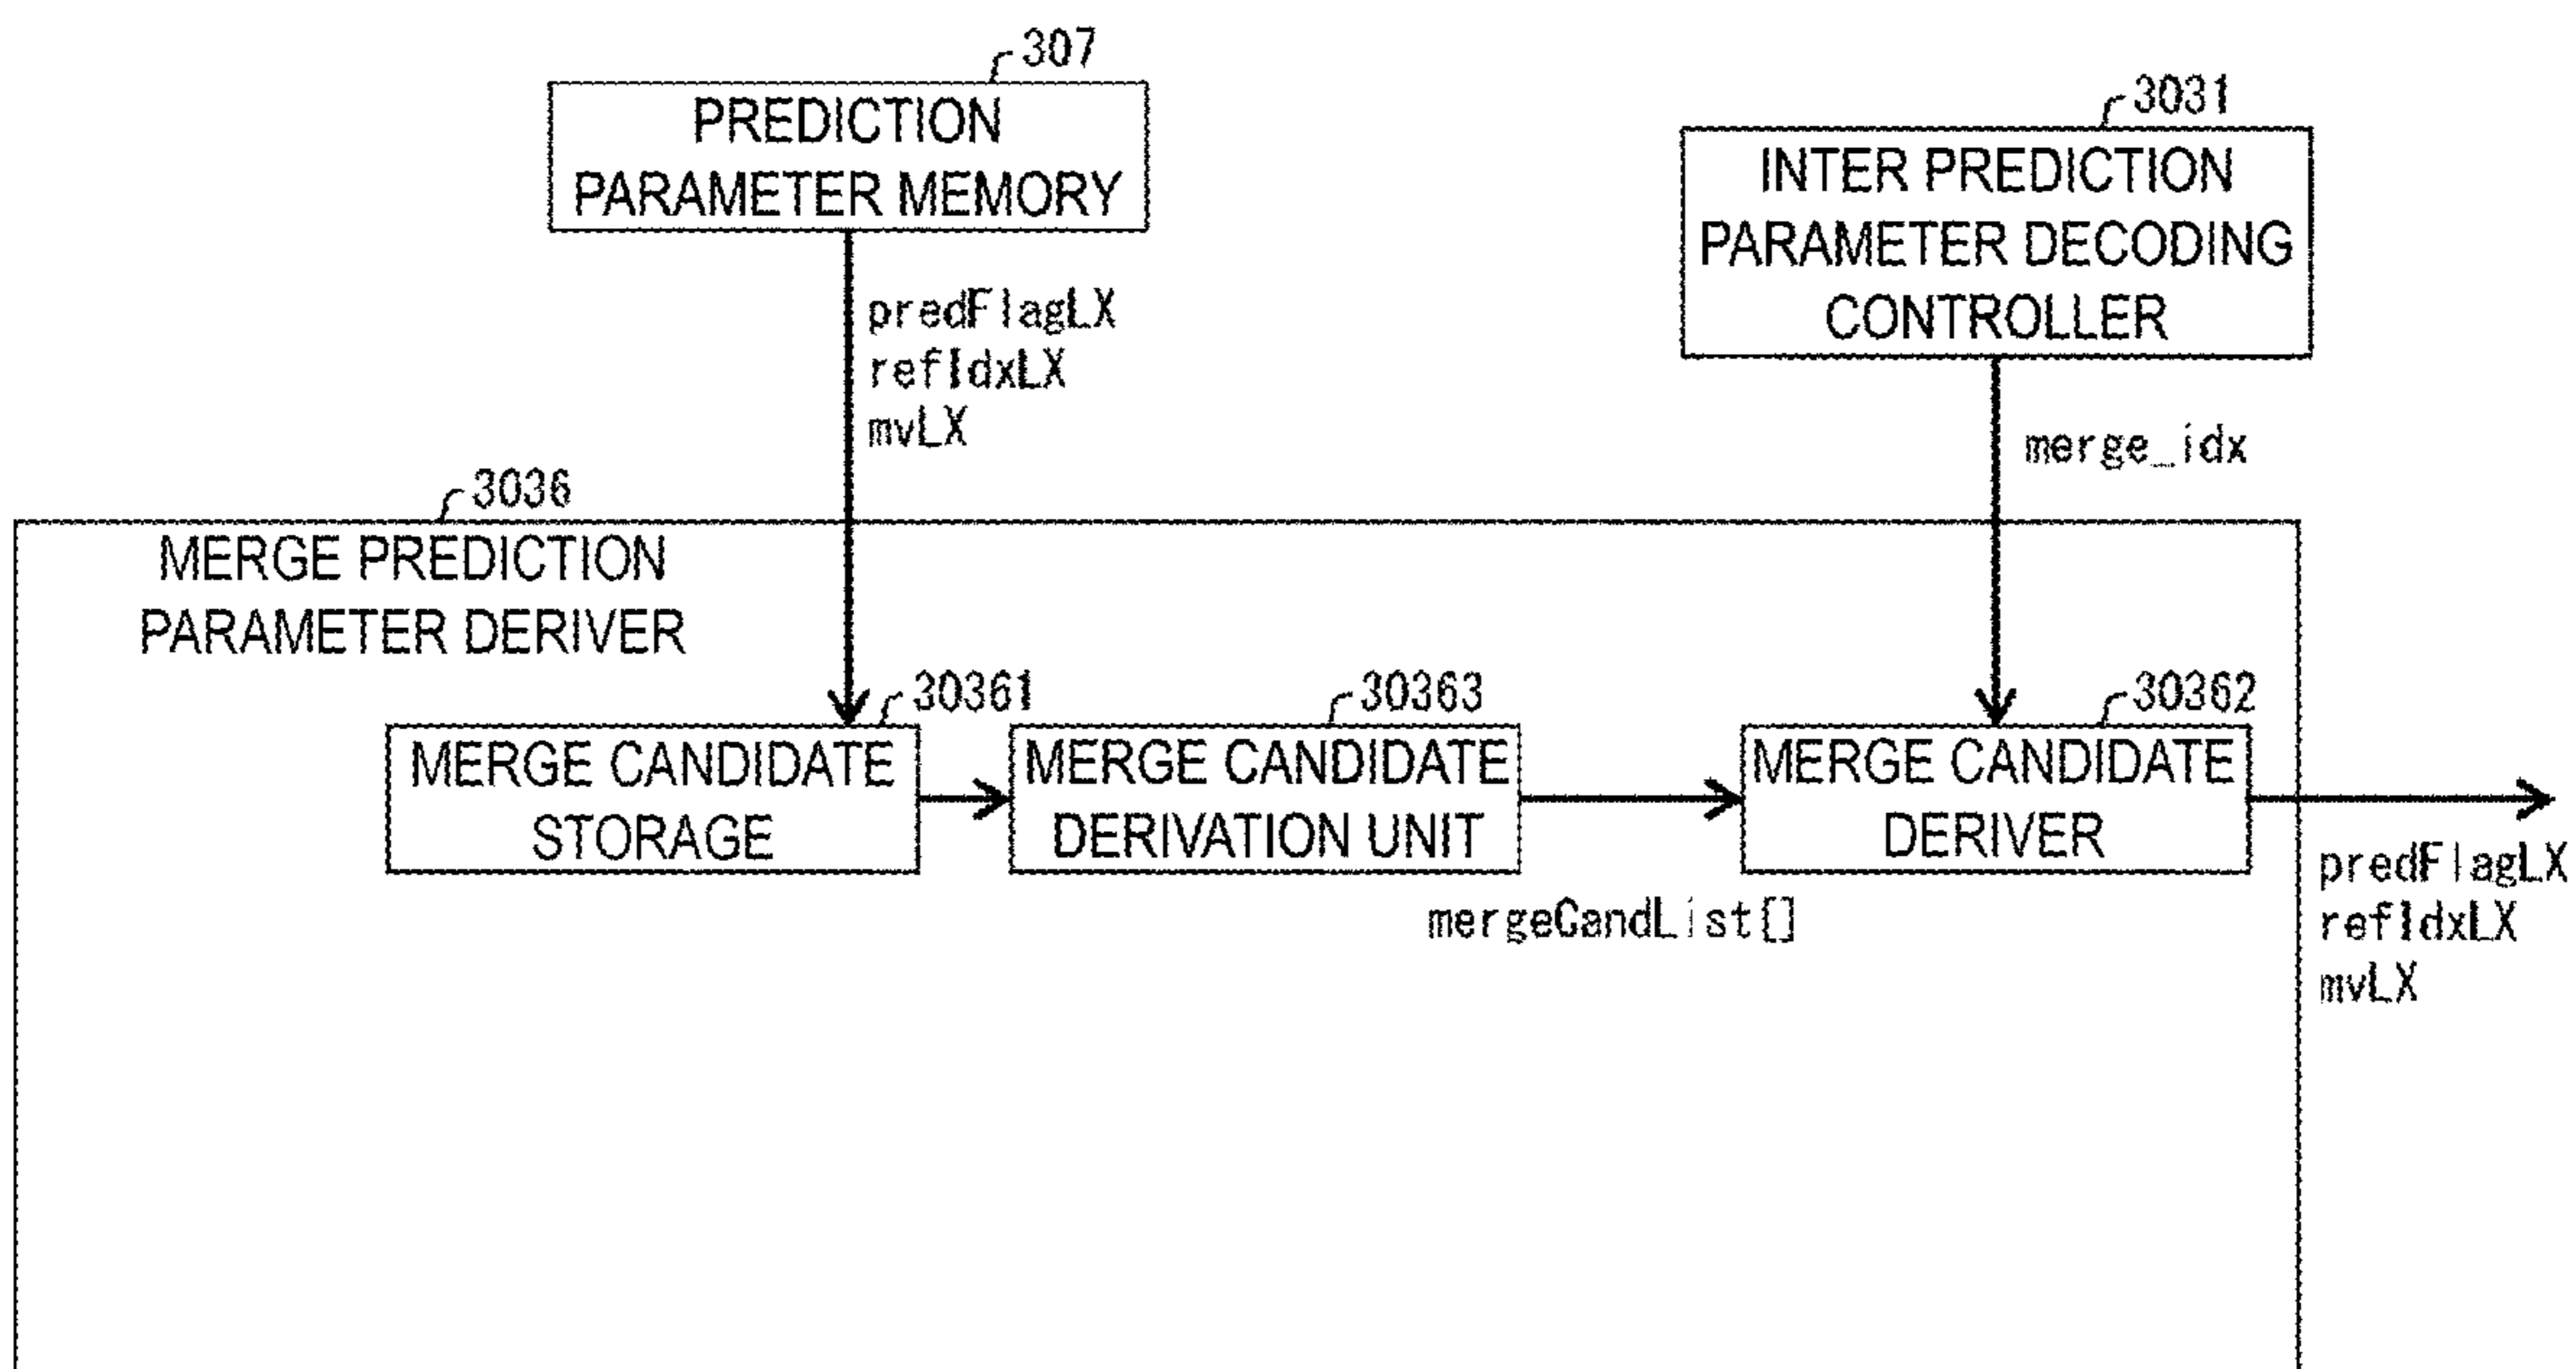 307
PREDICTION
PARAMETER MEMORY
3031
INTER PREDICTION
PARAMETER DECODING
CONTROLLER
predFlagLX
refIdxLX
mvLX
merge_idx
3036
MERGE PREDICTION
PARAMETER DERIVER
30361
MERGE CANDIDATE
STORAGE
30363
MERGE CANDIDATE
DERIVATION UNIT
30362
MERGE CANDIDATE
DERIVER
mergeCandList[]
predFlagLX
refIdxLX
mvLX